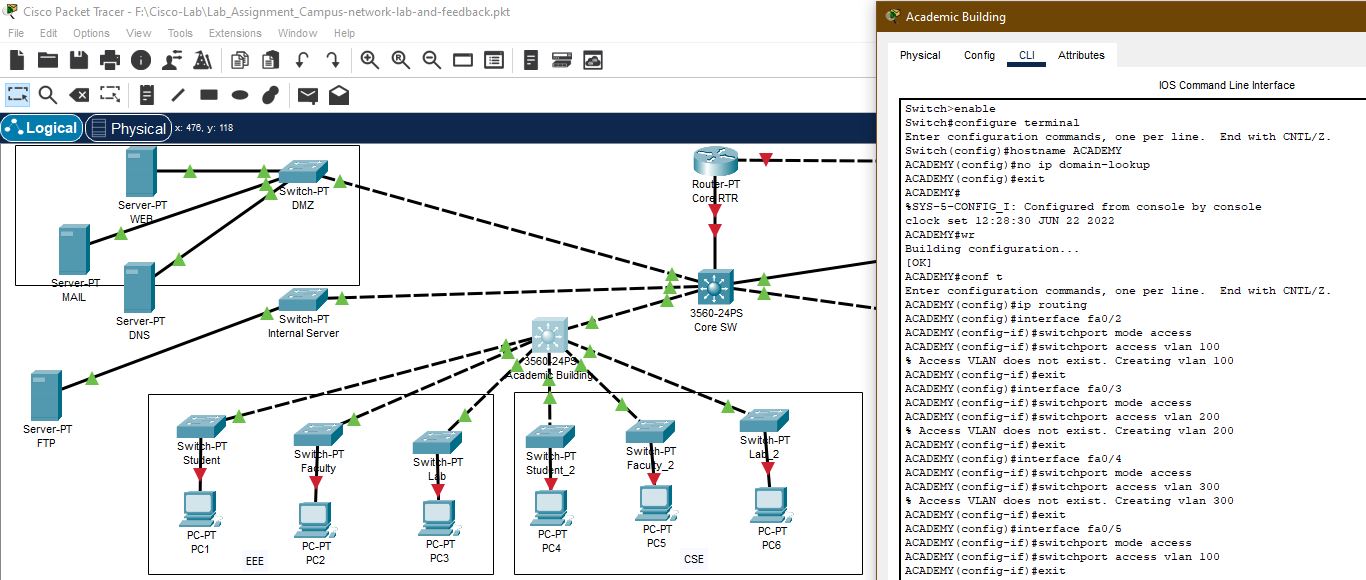 Cisco Packet Tracer - F:\Cisco-Lab\Lab_Assignment_Campus-network-lab-and-feedback.pkt
File Edit Options View Tools Extensions Window Help
Logical Physical x: 476, y: 118
Server-PT
WEB
Switch-PT
DMZ
Server-PT
MAIL
Server-PT
DNS
Switch-PT
Internal Server
Server-PT
FTP
Router-PT
Core RTR
3560-24PS
Core SW
3560-24PS
Academic Building
Switch-PT
Student
Switch-PT
Faculty
Switch-PT
Lab
Switch-PT
Student_2
Switch-PT
Faculty_2
Switch-PT
Lab_2
PC-PT
PC1
PC-PT
PC2
PC-PT
PC3
EEE
PC-PT
PC4
PC-PT
PC5
PC-PT
PC6
CSE
Academic Building
Physical Config CLI Attributes
IOS Command Line Interface
Switch>enable
Switch#configure terminal
Enter configuration commands, one per line.  End with CNTL/Z.
Switch(config)#hostname ACADEMY
ACADEMY(config)#no ip domain-lookup
ACADEMY(config)#exit
ACADEMY#
%SYS-5-CONFIG_I: Configured from console by console
clock set 12:28:30 JUN 22 2022
ACADEMY#wr
Building configuration...
[OK]
ACADEMY#conf t
Enter configuration commands, one per line.  End with CNTL/Z.
ACADEMY(config)#ip routing
ACADEMY(config)#interface fa0/2
ACADEMY(config-if)#switchport mode access
ACADEMY(config-if)#switchport access vlan 100
% Access VLAN does not exist. Creating vlan 100
ACADEMY(config-if)#exit
ACADEMY(config)#interface fa0/3
ACADEMY(config-if)#switchport mode access
ACADEMY(config-if)#switchport access vlan 200
% Access VLAN does not exist. Creating vlan 200
ACADEMY(config-if)#exit
ACADEMY(config)#interface fa0/4
ACADEMY(config-if)#switchport mode access
ACADEMY(config-if)#switchport access vlan 300
% Access VLAN does not exist. Creating vlan 300
ACADEMY(config-if)#exit
ACADEMY(config)#interface fa0/5
ACADEMY(config-if)#switchport mode access
ACADEMY(config-if)#switchport access vlan 100
ACADEMY(config-if)#exit